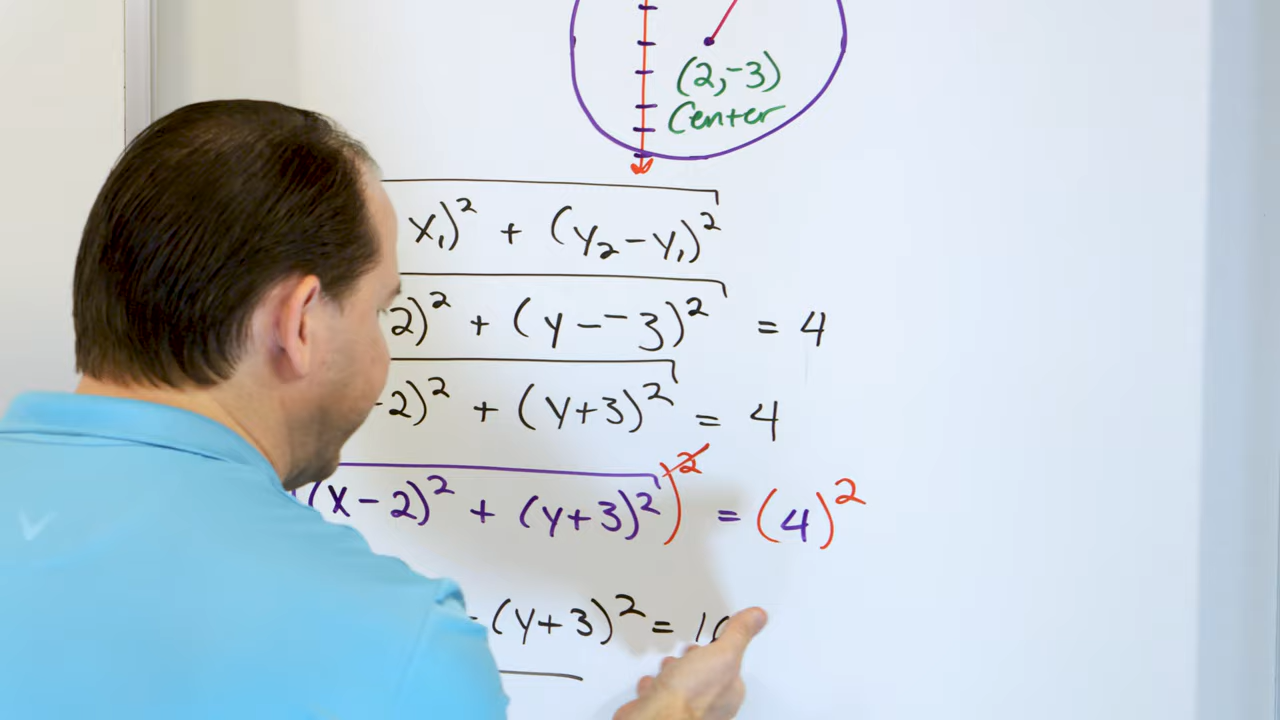 (2,-3)
Center
x₁)² + (y₂-y₁)²
2)² + (y--3)² = 4
-2)² + (y+3)² = 4
(x-2)² + (y+3)²)² = (4)²
(y+3)² = 1